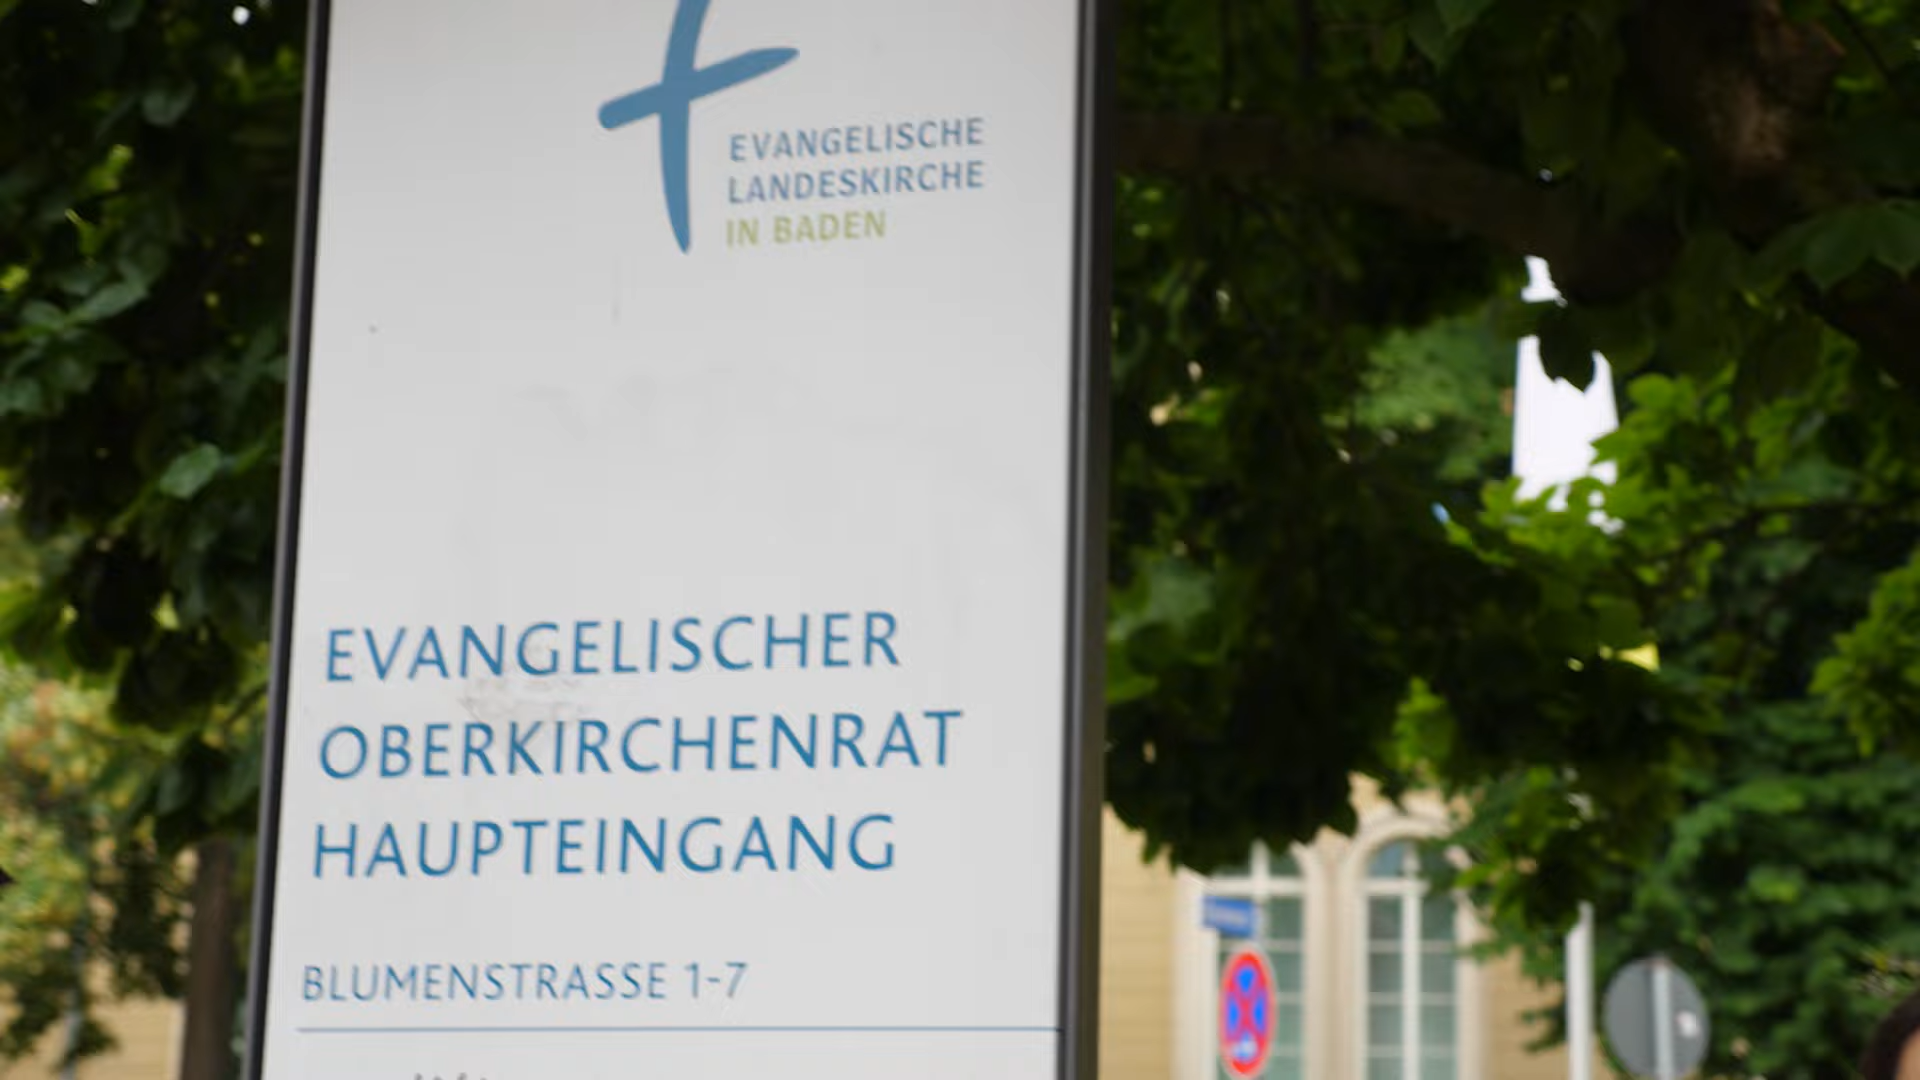 EVANGELISCHE
LANDESKIRCHE
IN BADEN
EVANGELISCHER
OBERKIRCHENRAT
HAUPTEINGANG
BLUMENSTRASSE 1-7